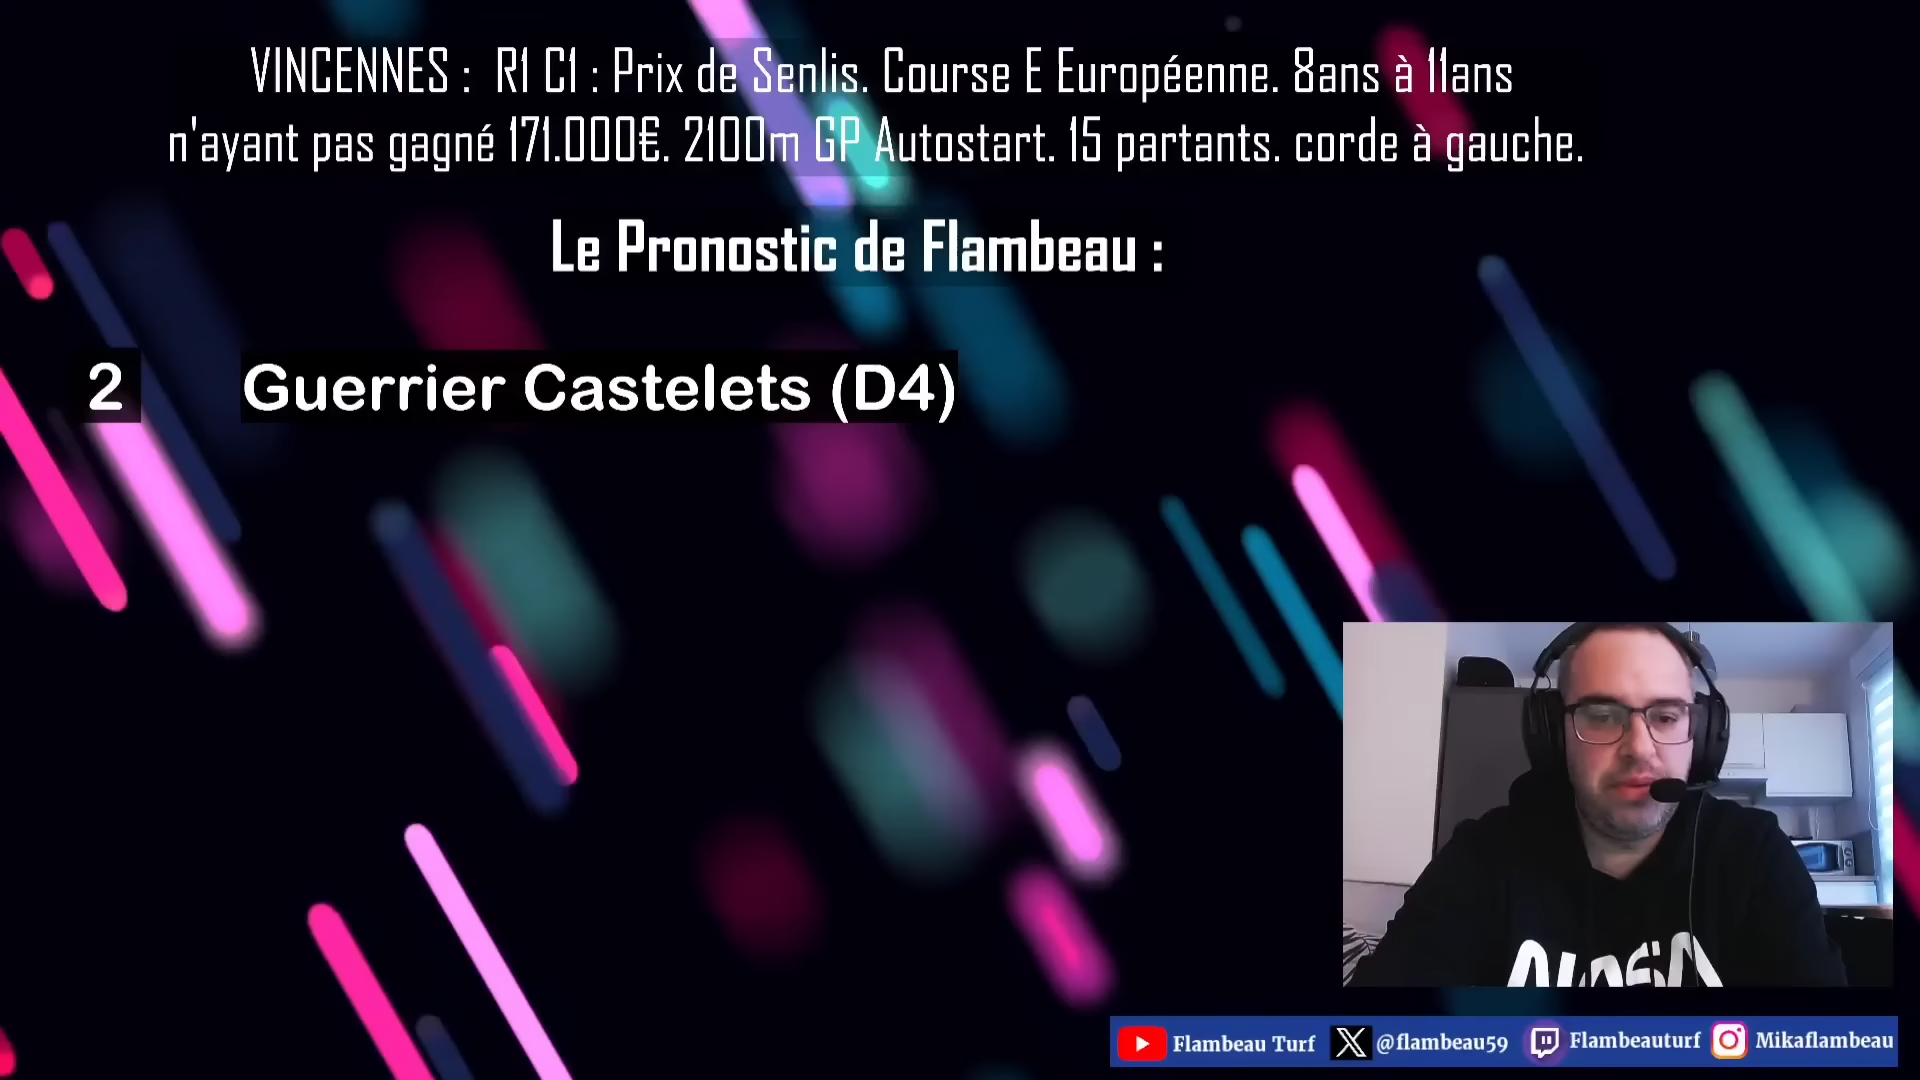 VINCENNES : R1 C1 : Prix de Senlis. Course E Européenne. 8ans à 11ans
n'ayant pas gagné 171.000€. 2100m GP Autostart. 15 partants. corde à gauche.
Le Pronostic de Flambeau :
2 Guerrier Castelets (D4)
Flambeau Turf @flambeau59 Flambeauturf Mikaflambeau